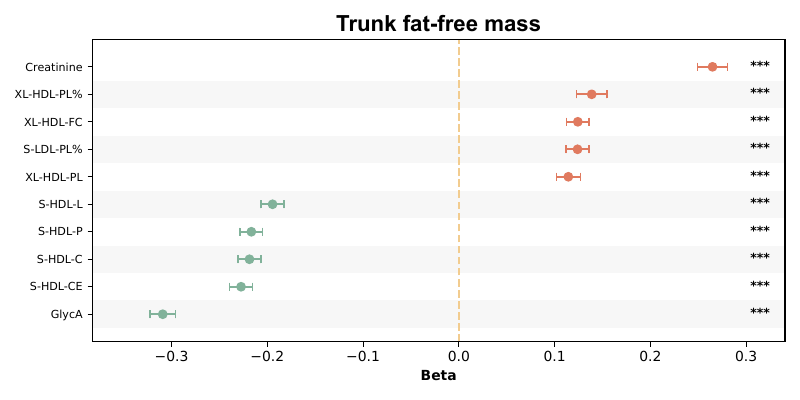 Trunk fat-free mass
Creatinine ***
XL-HDL-PL% ***
XL-HDL-FC ***
S-LDL-PL% ***
XL-HDL-PL ***
S-HDL-L ***
S-HDL-P ***
S-HDL-C ***
S-HDL-CE ***
GlycA ***
−0.3 −0.2 −0.1 0.0 0.1 0.2 0.3
Beta